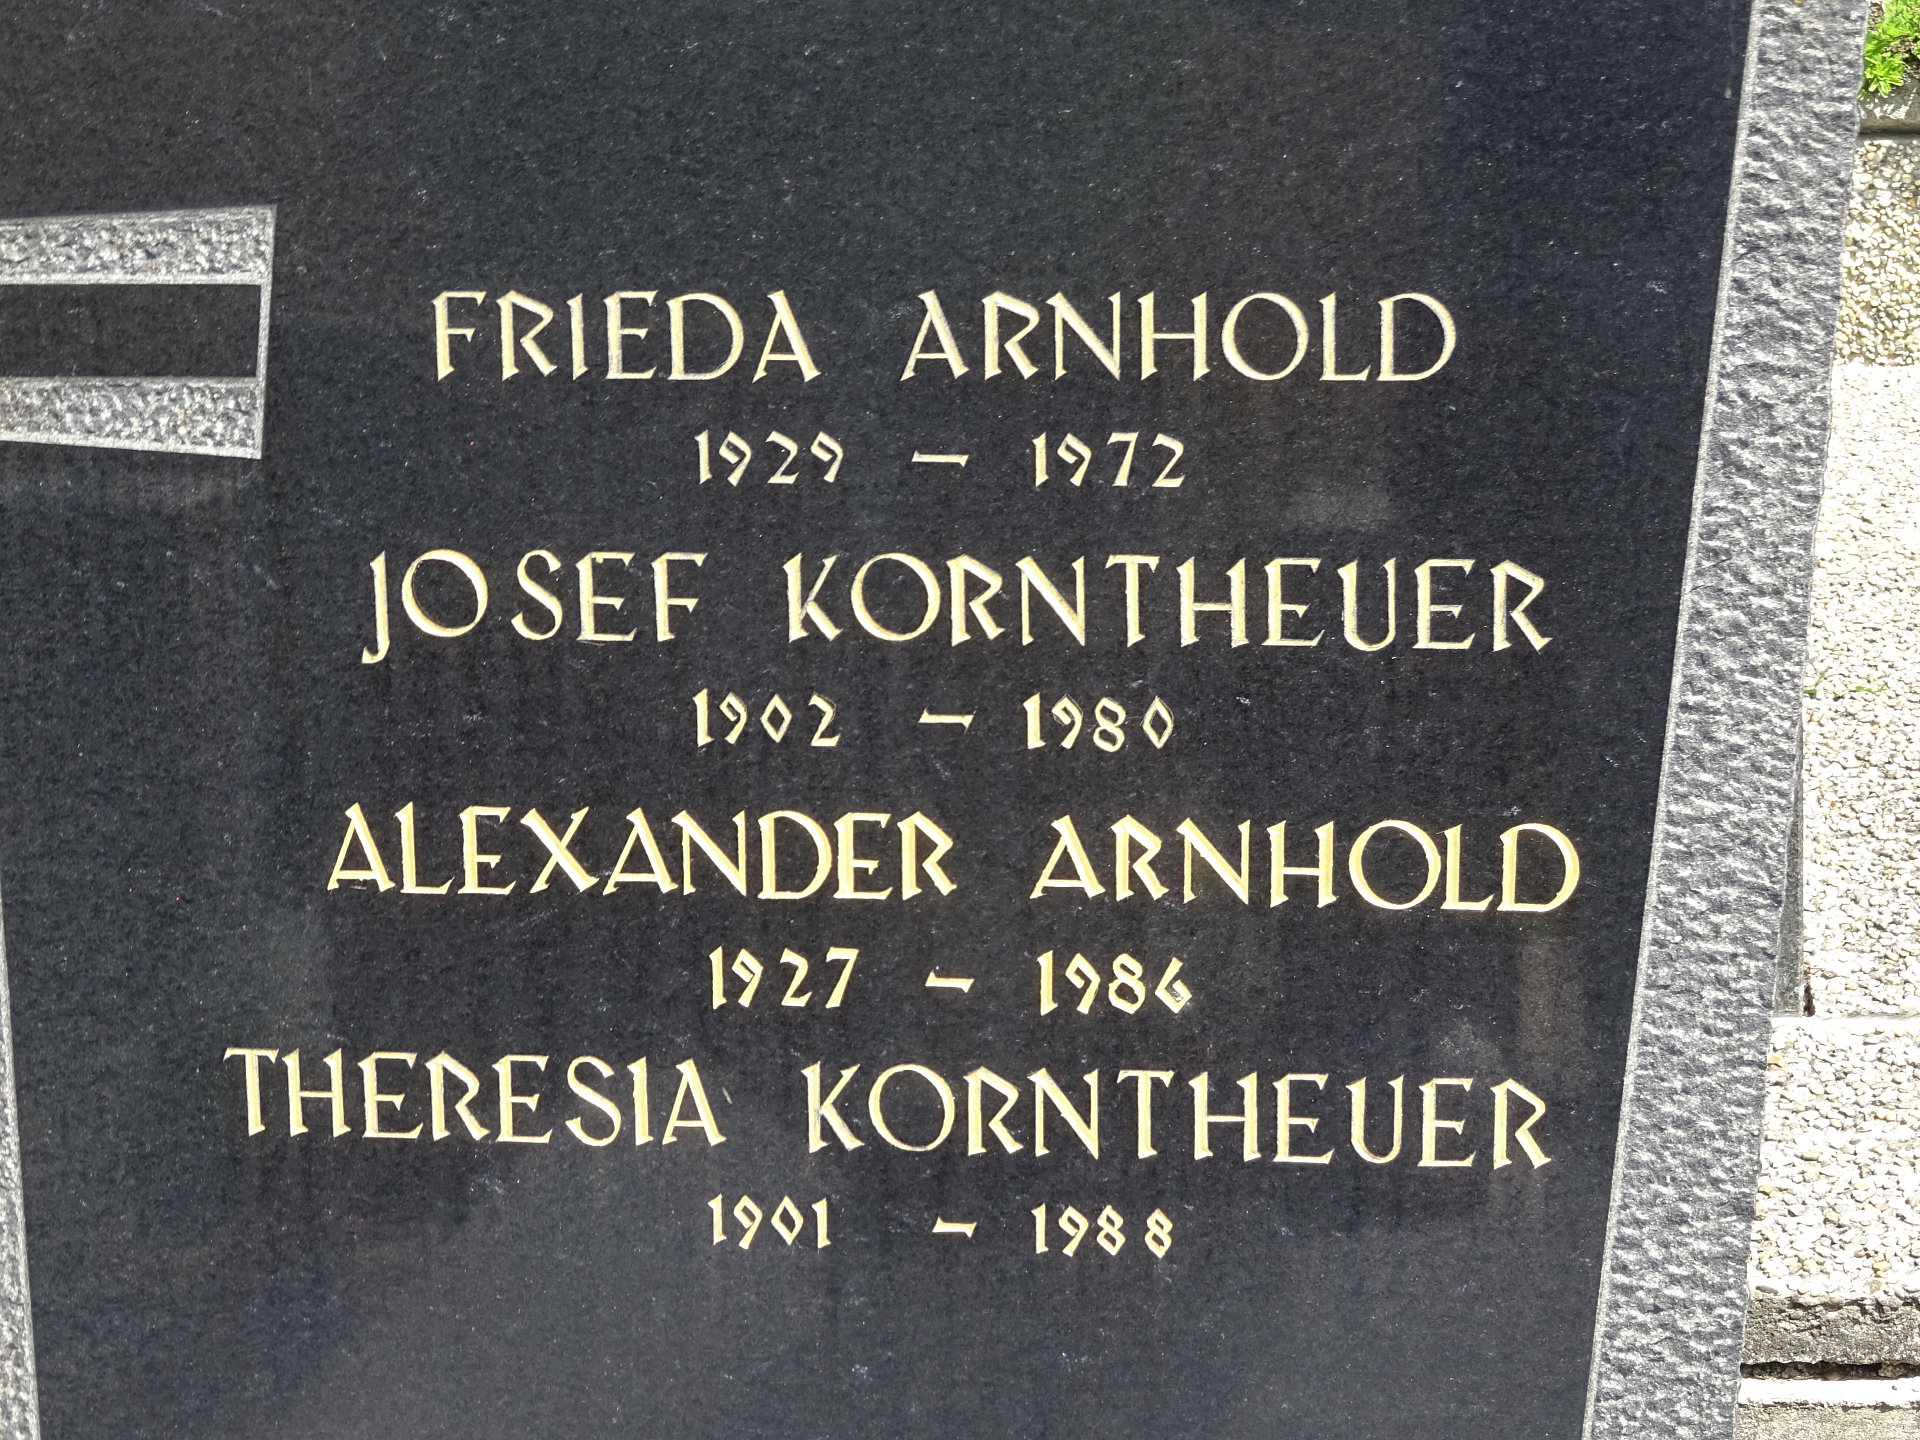 FRIEDA ARNHOLD
1929 – 1972
JOSEF KORNTHEUER
1902 – 1980
ALEXANDER ARNHOLD
1927 – 1986
THERESIA KORNTHEUER
1901 – 1988